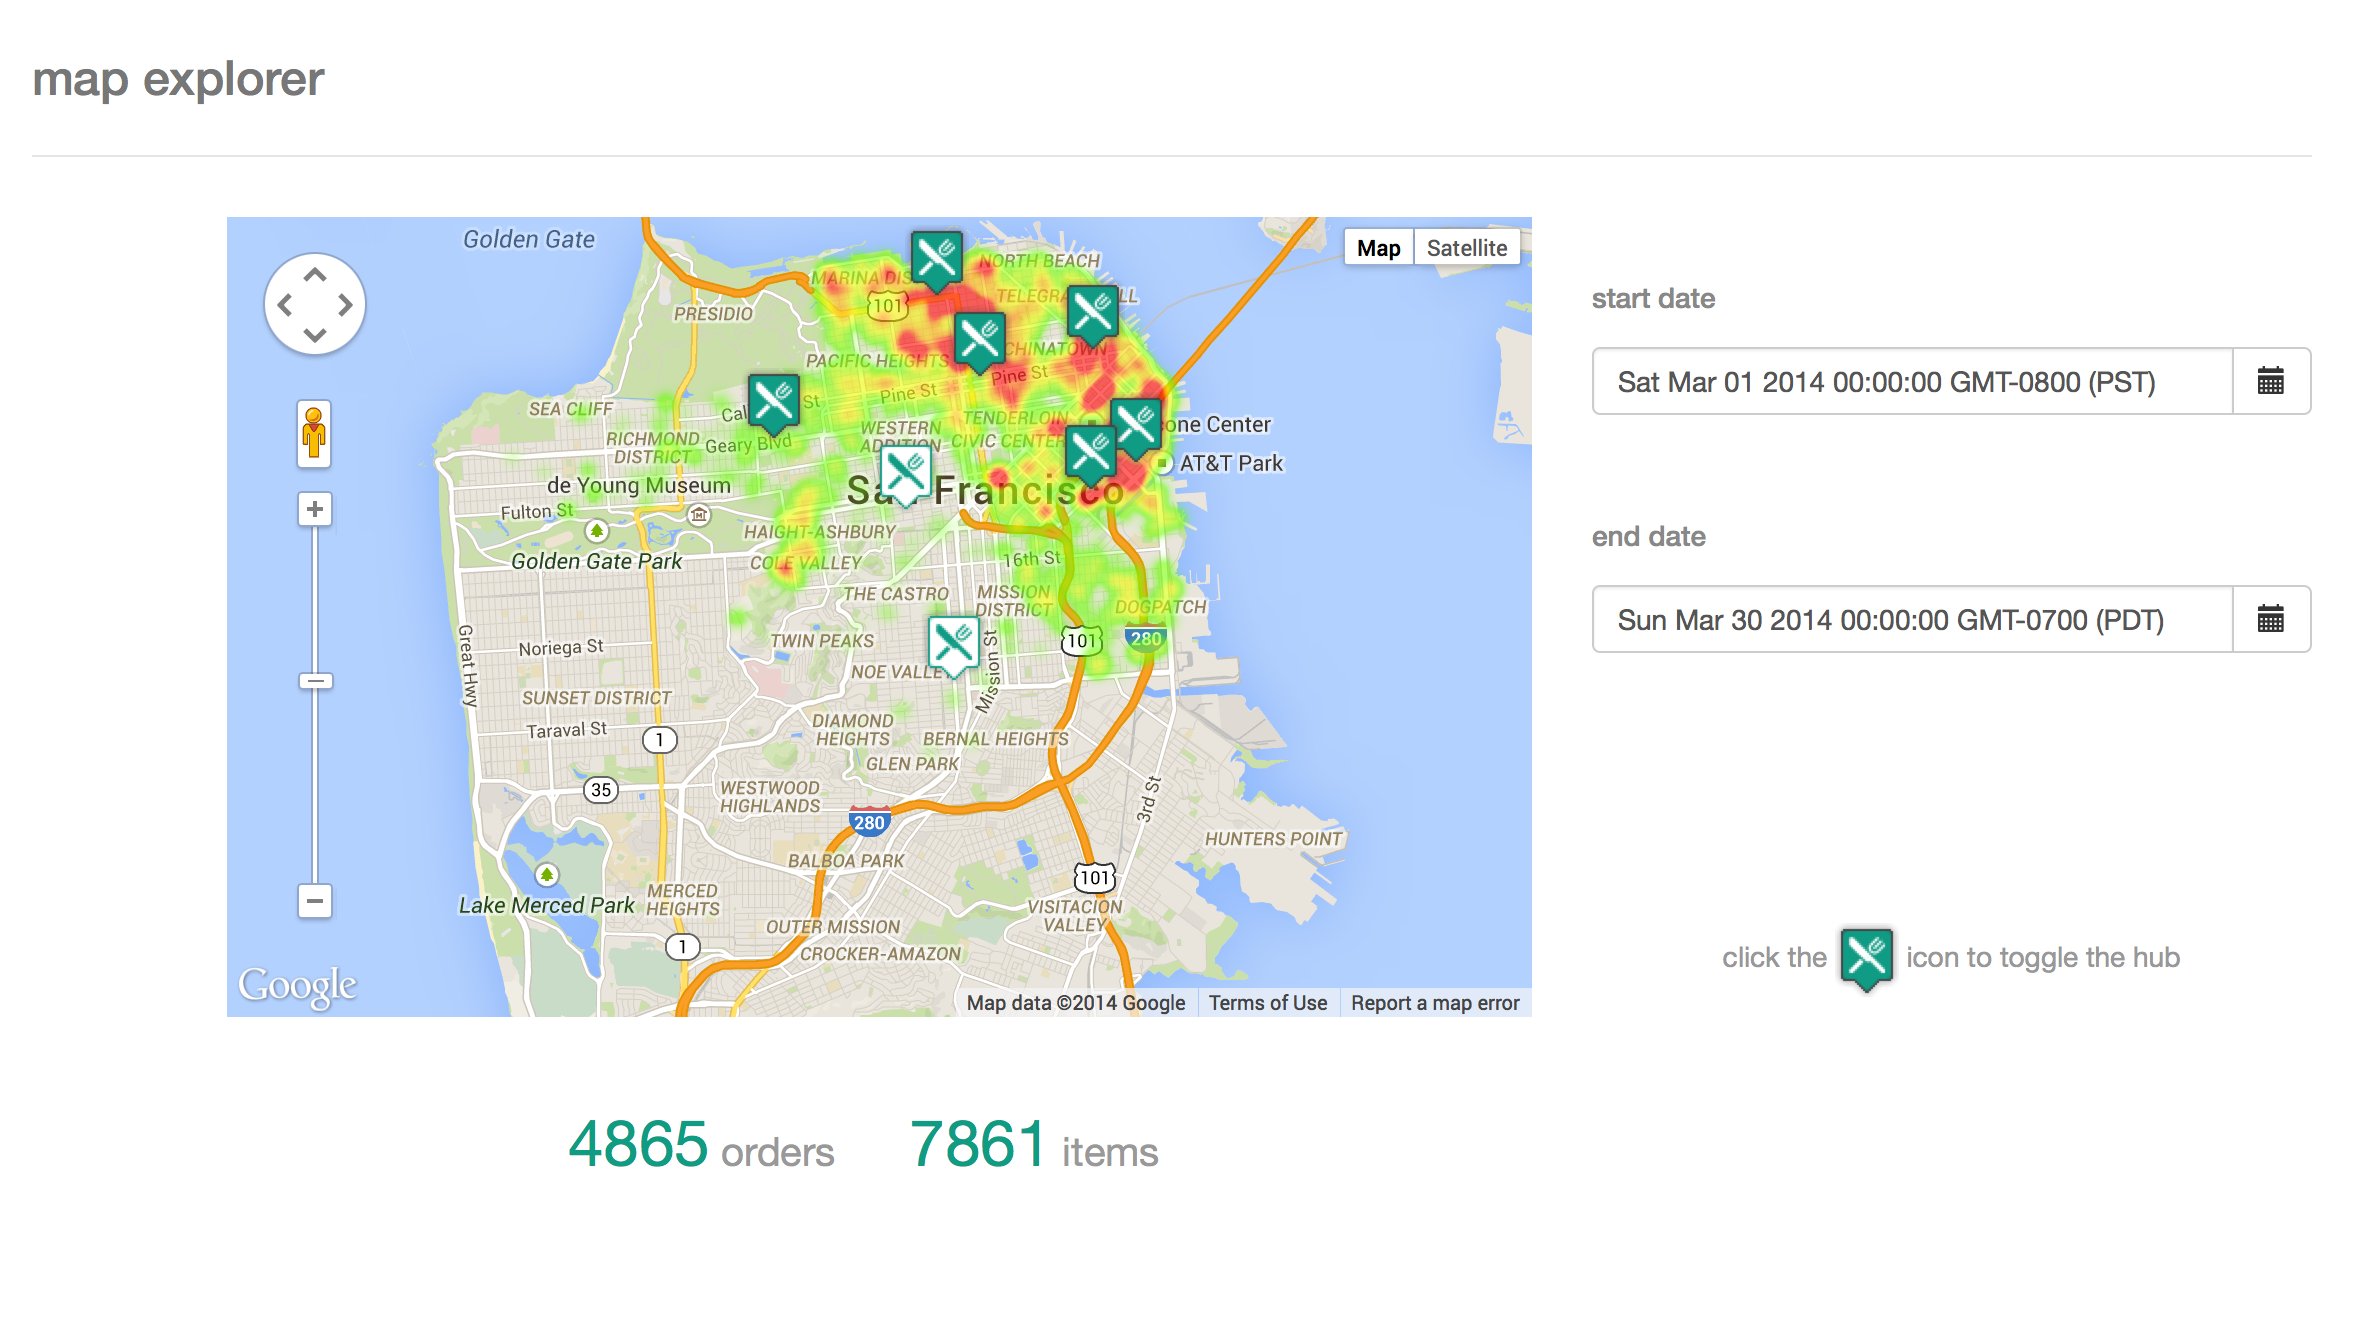 map explorer
Golden Gate
Map
Satellite
MARINA DIS
NORTH BEACH
101
TELEGRA LL
PRESIDIO
start date
CHINATOWN
PACIFIC HEIGHTS
Pine St
Pine St
Sat Mar 01 2014 00:00:00 GMT-0800 (PST)
SEA CLIFF
Cal St
TENDERLOIN
one Center
WESTERN
ADDITION
CIVIC CENTER
RICHMOND
DISTRICT
Geary Blvd
AT&T Park
de Young Museum
Sa Francisco
Fulton St
HAIGHT-ASHBURY
end date
Golden Gate Park
COLE VALLEY
16th St
THE CASTRO
MISSION
DISTRICT
DOGPATCH
Sun Mar 30 2014 00:00:00 GMT-0700 (PDT)
Great Hwy
Noriega St
TWIN PEAKS
101
280
NOE VALLEY
Mission St
SUNSET DISTRICT
Taraval St
1
DIAMOND
HEIGHTS
BERNAL HEIGHTS
GLEN PARK
35
WESTWOOD
HIGHLANDS
3rd St
280
HUNTERS POINT
BALBOA PARK
101
Lake Merced Park
MERCED
HEIGHTS
VISITACION
VALLEY
OUTER MISSION
1
CROCKER-AMAZON
click the icon to toggle the hub
Google
Map data ©2014 Google
Terms of Use
Report a map error
4865 orders
7861 items